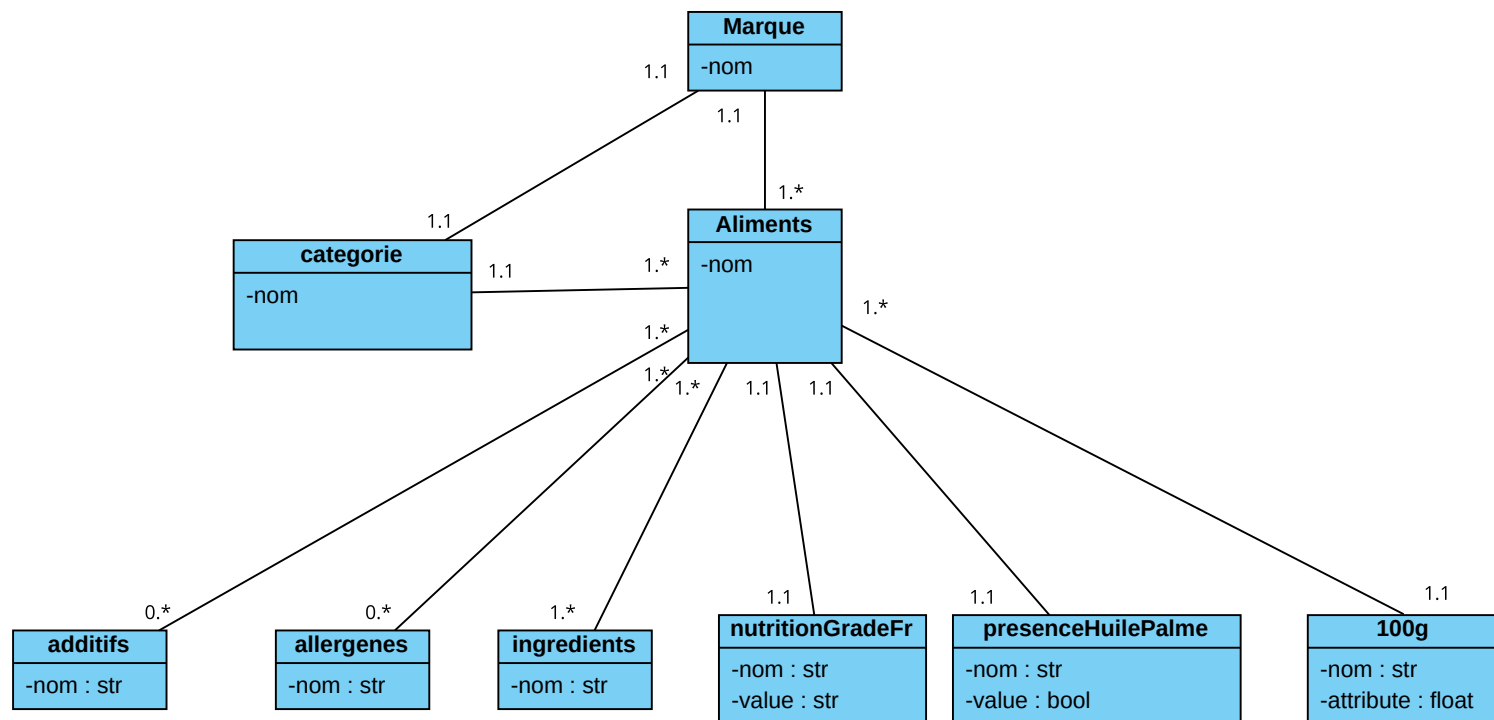 Marque
-nom
1.1
1.1
1.1
1.*
Aliments
-nom
categorie
-nom
1.1
1.*
1.*
1.*
1.*
1.*
1.1
1.1
0.*
0.*
1.*
1.1
1.1
1.1
additifs
-nom : str
allergenes
-nom : str
ingredients
-nom : str
nutritionGradeFr
-nom : str
-value : str
presenceHuilePalme
-nom : str
-value : bool
100g
-nom : str
-attribute : float